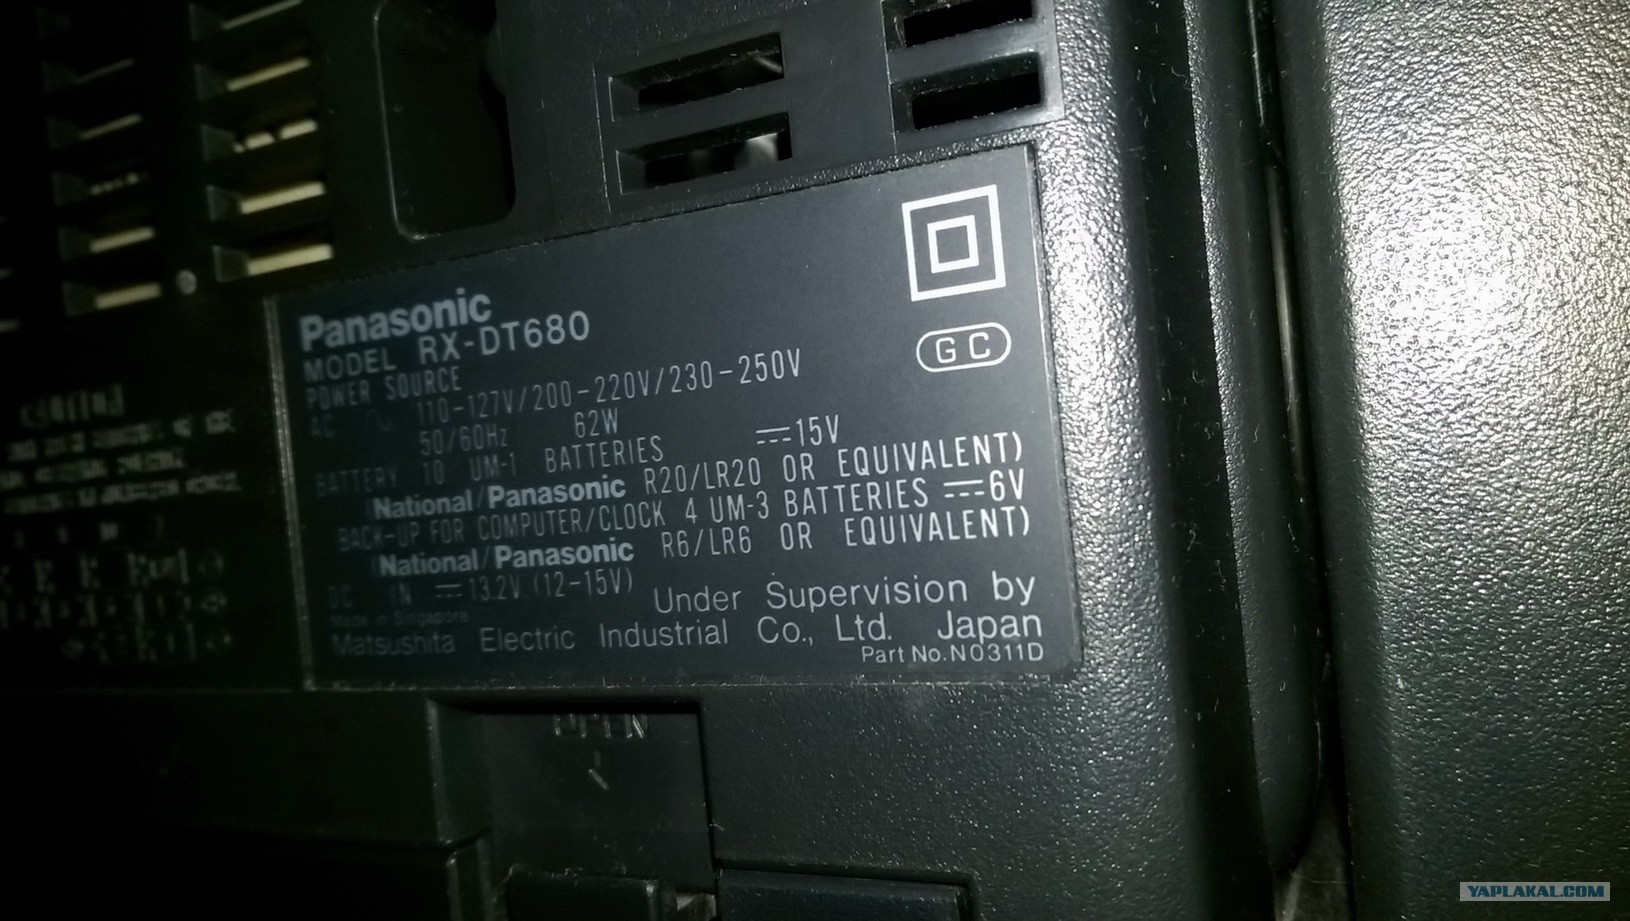 Panasonic
MODEL RX-DT680
POWER SOURCE
AC 110-127V/200-220V/230-250V
50/60Hz 62W
BATTERY 10 UM-1 BATTERIES ⎓15V
(National/Panasonic R20/LR20 OR EQUIVALENT)
BACK-UP FOR COMPUTER/CLOCK 4 UM-3 BATTERIES ⎓6V
(National/Panasonic R6/LR6 OR EQUIVALENT)
DC IN ⎓13.2V (12-15V)
Made in Singapore
Under Supervision by
Matsushita Electric Industrial Co., Ltd. Japan
Part No. N0311D
GC
OPEN
YAPLAKAL.COM